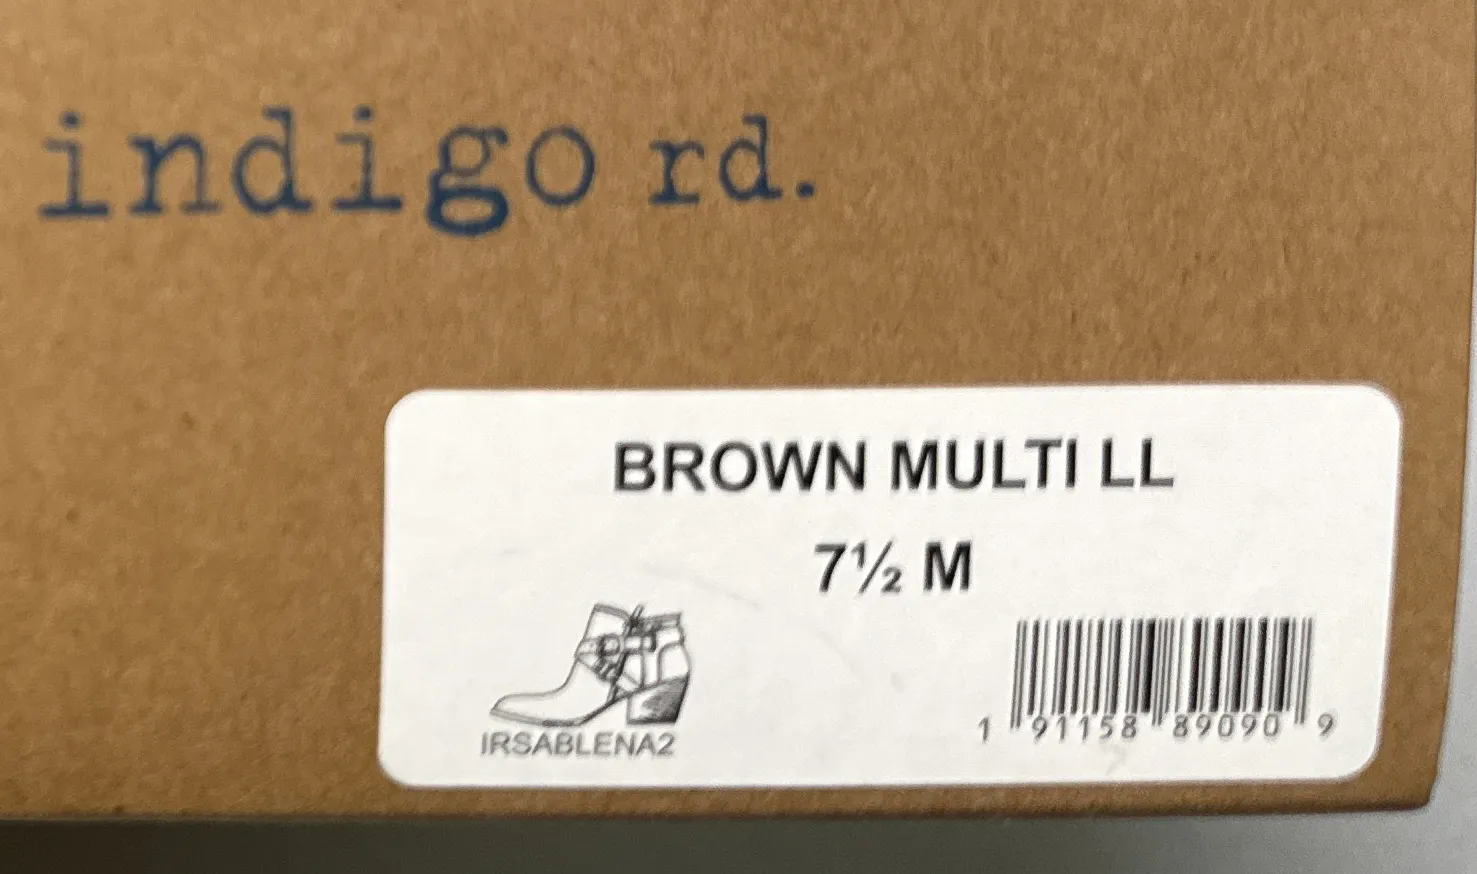 indigo rd.
BROWN MULTI LL
7½ M
IRSABLENA2
1 91158 89090 9